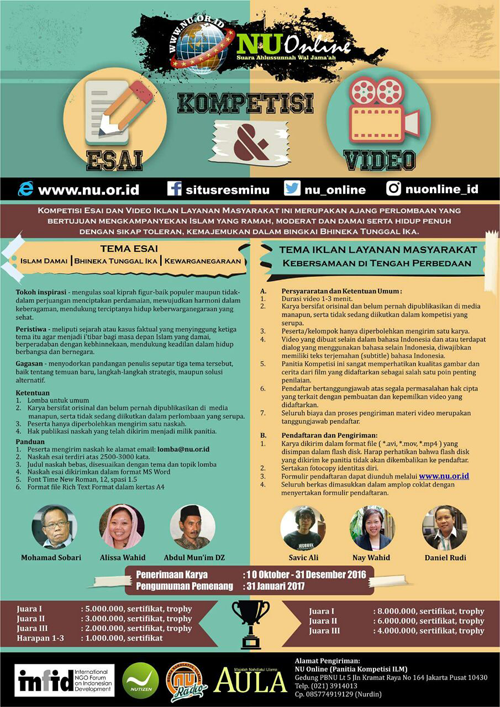 WWW.NU.OR.ID
NU Online
Suara Ahlussunnah Wal Jama'ah
KOMPETISI
ESAI
&
VIDEO
www.nu.or.id
situsresminu
nu_online
nuonline_id
Kompetisi Esai dan Video Iklan Layanan Masyarakat ini merupakan ajang perlombaan yang
bertujuan mengkampanyekan Islam yang ramah, moderat dan damai serta hidup penuh
dengan sikap toleran, kemajemukan dalam bingkai Bhineka Tunggal Ika.
TEMA ESAI
Islam Damai | Bhineka Tunggal Ika | Kewarganegaraan
Tokoh inspirasi - mengulas soal kiprah figur-baik populer maupun tidak-
dalam perjuangan menciptakan perdamaian, mewujudkan harmoni dalam
keberagaman, mendukung terciptanya hidup keberwarganegaraan yang
sehat.
Peristiwa - meliputi sejarah atau kasus faktual yang menyinggung ketiga
tema itu agar menjadi i'tibar bagi masa depan Islam yang damai,
berperadaban dengan kebhinnekaan, mendukung keadilan dalam hidup
berbangsa dan bernegara.
Gagasan - menyodorkan pandangan penulis seputar tiga tema tersebut,
baik tentang temuan baru, langkah-langkah strategis, maupun solusi
alternatif.
Ketentuan
1. Lomba untuk umum
2. Karya bersifat orisinal dan belum pernah dipublikasi di media
manapun, serta tidak sedang diikutkan dalam perlombaan yang serupa.
3. Peserta hanya diperbolehkan mengirim satu naskah.
4. Hak publikasi naskah yang telah dikirim menjadi milik panitia.
Panduan
1. Peserta mengirim naskah ke alamat email: lomba@nu.or.id
2. Naskah esai terdiri atas 2500-3000 kata.
3. Judul naskah bebas, disesuaikan dengan tema dan topik lomba
4. Naskah esai dikirimkan dalam format MS Word
5. Font Time New Roman, 12, spasi 1.5
6. Format file Rich Text Format dalam kertas A4
Mohamad Sobari
Alissa Wahid
Abdul Mun'im DZ
TEMA IKLAN LAYANAN MASYARAKAT
Kebersamaan di Tengah Perbedaan
A. Persyararatan dan Ketentuan Umum :
1. Durasi video 1-3 menit.
2. Karya bersifat orisinal dan belum pernah dipublikasikan di media
manapun, serta tidak sedang diikutkan dalam kompetisi yang
serupa.
3. Peserta/kelompok hanya diperbolehkan mengirim satu karya.
4. Video yang dibuat selain dalam bahasa Indonesia dan atau terdapat
dialog yang menggunakan bahasa selain Indonesia, diwajibkan
memiliki teks terjemahan (subtitle) bahasa Indonesia.
5. Panitia Kompetisi Ini sangat memperhatikan kualitas gambar dan
cerita dari film yang didaftarkan sebagai salah satu poin penting
penilaian.
6. Pendaftar bertanggungjawab atas segala permasalahan hak cipta
yang terkait dengan pembuatan dan kepemilikan video yang
didaftarkan.
7. Seluruh biaya dan proses pengiriman materi video merupakan
tanggungjawab pendaftar.
B. Pendaftaran dan Pengiriman:
1. Karya dikirim dalam format file ( *.avi, *.mov, *.mp4 ) yang
disimpan dalam flash disk. Harap perhatikan bahwa flash disk
yang dikirim ke panitia tidak akan dikembalikan ke pendaftar.
2. Sertakan fotocopy identitas diri.
3. Formulir pendaftaran dapat diunduh melalui www.nu.or.id
4. Seluruh berkas dimasukkan dalam amplop coklat dengan
menyertakan formulir pendaftaran.
Savic Ali
Nay Wahid
Daniel Rudi
Penerimaan Karya : 10 Oktober - 31 Desember 2016
Pengumuman Pemenang : 31 Januari 2017
Juara I : 5.000.000, sertifikat, trophy
Juara II : 3.000.000, sertifikat, trophy
Juara III : 2.000.000, sertifikat, trophy
Harapan 1-3 : 1.000.000, sertifikat
Juara I : 8.000.000, sertifikat, trophy
Juara II : 6.000.000, sertifikat, trophy
Juara III : 4.000.000, sertifikat, trophy
infid
International
NGO Forum
on Indonesian
Development
NUTIZEN
NU
Radio
Majalah Nahdlatul Ulama
AULA
Alamat Pengiriman:
NU Online (Panitia Kompetisi ILM)
Gedung PBNU Lt 5 Jln Kramat Raya No 164 Jakarta Pusat 10430
Telp. (021) 3914013
Cp. 085774919129 (Nurdin)